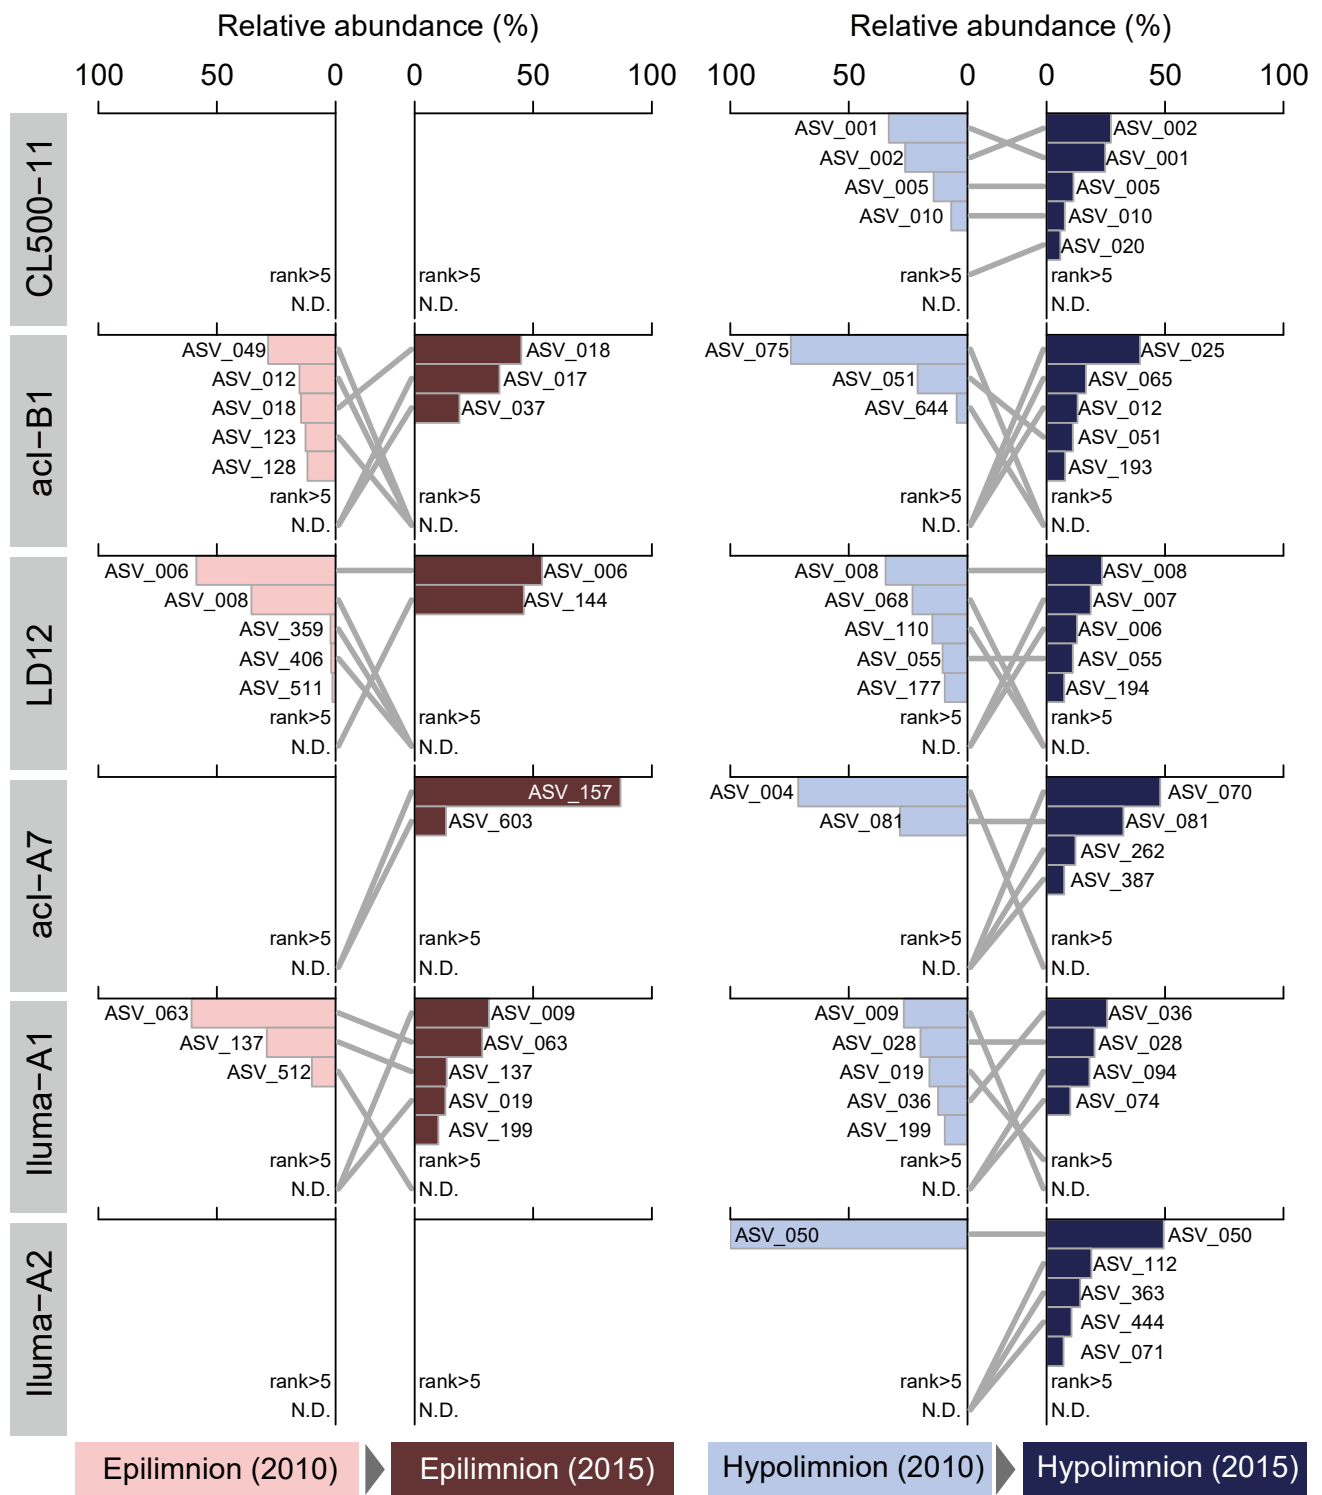 Relative abundance (%)
Relative abundance (%)
100 50 0 0 50 100
100 50 0 0 50 100
CL500−11
rank>5
N.D.
rank>5
N.D.
ASV_001
ASV_002
ASV_005
ASV_010
rank>5
N.D.
ASV_002
ASV_001
ASV_005
ASV_010
ASV_020
rank>5
N.D.
acI−B1
ASV_049
ASV_012
ASV_018
ASV_123
ASV_128
rank>5
N.D.
ASV_018
ASV_017
ASV_037
rank>5
N.D.
ASV_075
ASV_051
ASV_644
rank>5
N.D.
ASV_025
ASV_065
ASV_012
ASV_051
ASV_193
rank>5
N.D.
LD12
ASV_006
ASV_008
ASV_359
ASV_406
ASV_511
rank>5
N.D.
ASV_006
ASV_144
rank>5
N.D.
ASV_008
ASV_068
ASV_110
ASV_055
ASV_177
rank>5
N.D.
ASV_008
ASV_007
ASV_006
ASV_055
ASV_194
rank>5
N.D.
acI−A7
rank>5
N.D.
ASV_157
ASV_603
rank>5
N.D.
ASV_004
ASV_081
rank>5
N.D.
ASV_070
ASV_081
ASV_262
ASV_387
rank>5
N.D.
Iluma−A1
ASV_063
ASV_137
ASV_512
rank>5
N.D.
ASV_009
ASV_063
ASV_137
ASV_019
ASV_199
rank>5
N.D.
ASV_009
ASV_028
ASV_019
ASV_036
ASV_199
rank>5
N.D.
ASV_036
ASV_028
ASV_094
ASV_074
rank>5
N.D.
Iluma−A2
rank>5
N.D.
rank>5
N.D.
ASV_050
rank>5
N.D.
ASV_050
ASV_112
ASV_363
ASV_444
ASV_071
rank>5
N.D.
Epilimnion (2010)
Epilimnion (2015)
Hypolimnion (2010)
Hypolimnion (2015)